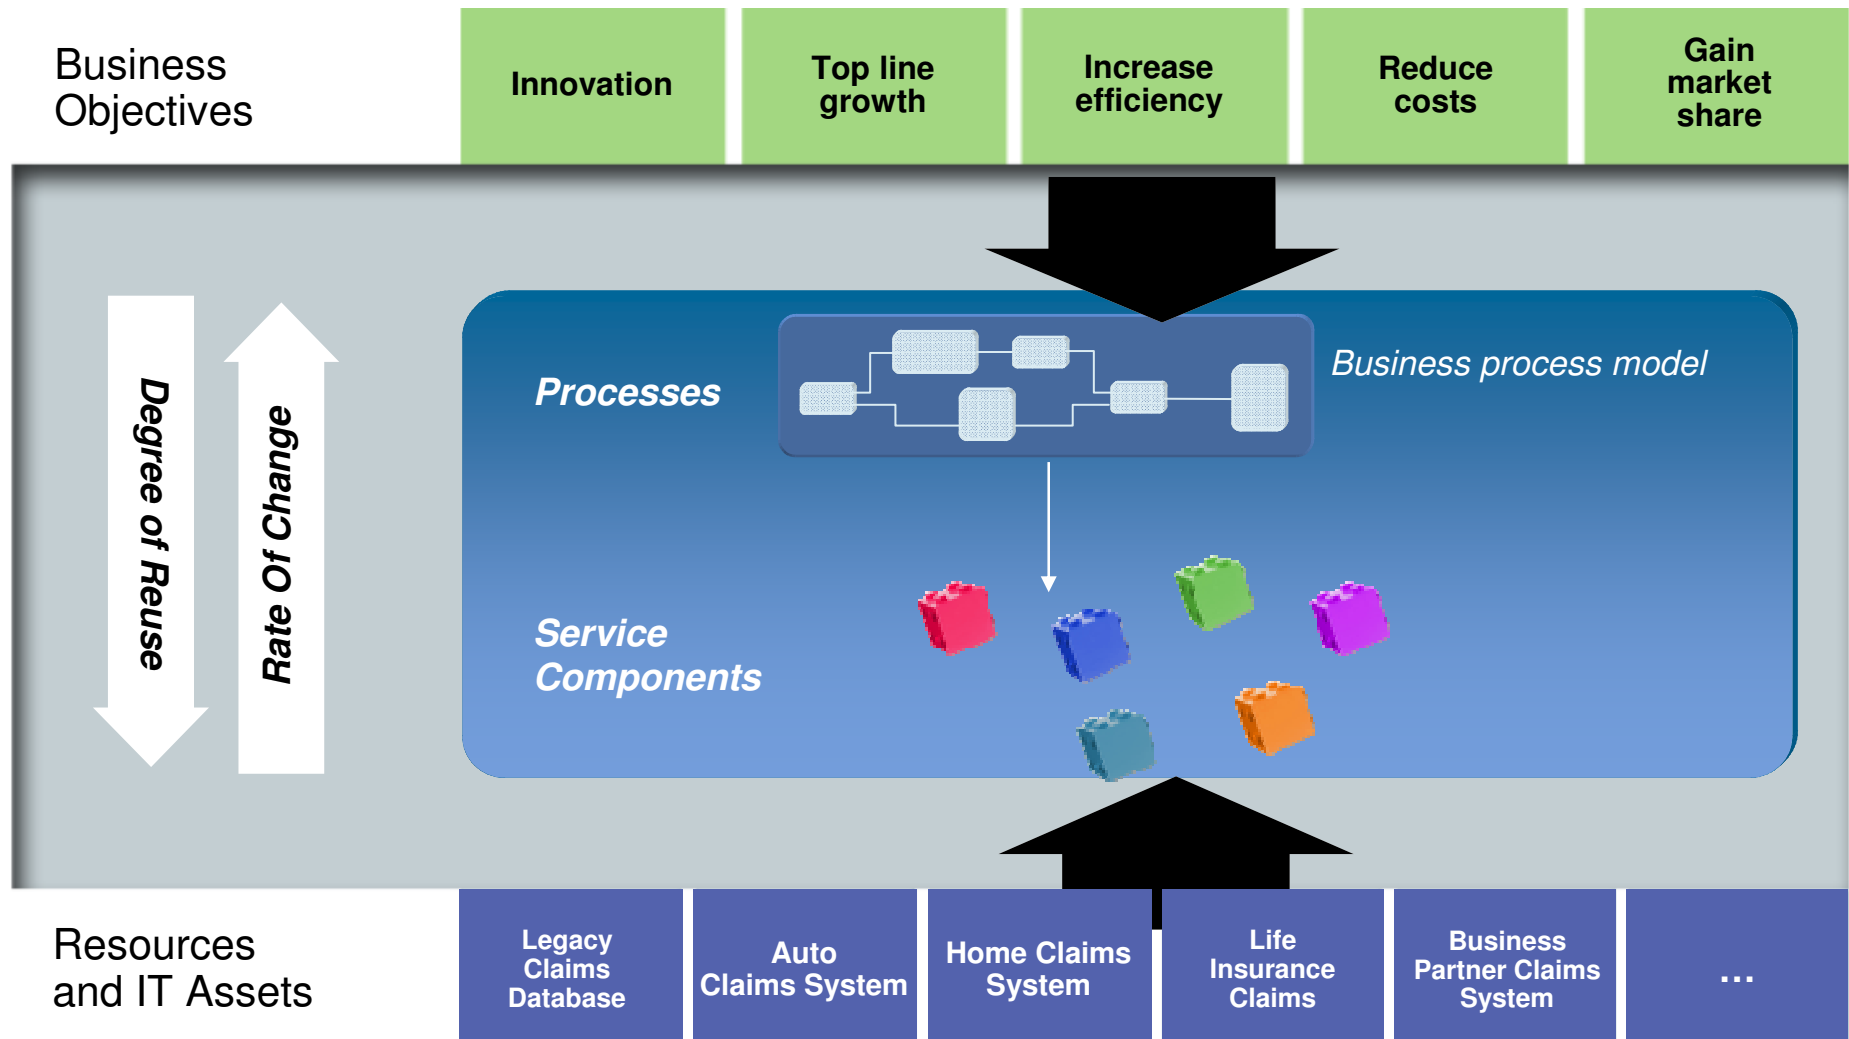 Business
Objectives
Innovation
Top line
growth
Increase
efficiency
Reduce
costs
Gain
market
share
Degree of Reuse
Rate Of Change
Processes
Business process model
Service
Components
Resources
and IT Assets
Legacy
Claims
Database
Auto
Claims System
Home Claims
System
Life
Insurance
Claims
Business
Partner Claims
System
...